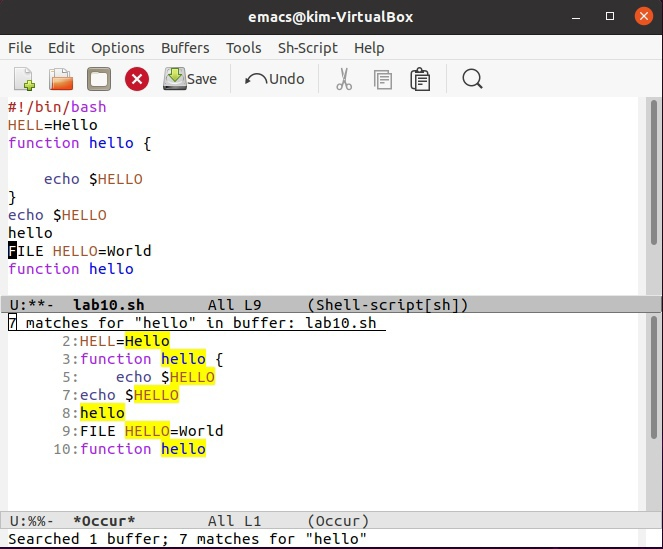 emacs@kim-VirtualBox
File Edit Options Buffers Tools Sh-Script Help
Save Undo
#!/bin/bash
HELL=Hello
function hello {
    echo $HELLO
}
echo $HELLO
hello
FILE HELLO=World
function hello
U:**-  lab10.sh       All L9     (Shell-script[sh])
7 matches for "hello" in buffer: lab10.sh
      2:HELL=Hello
      3:function hello {
      5:    echo $HELLO
      7:echo $HELLO
      8:hello
      9:FILE HELLO=World
     10:function hello
U:%%-  *Occur*        All L1     (Occur)
Searched 1 buffer; 7 matches for "hello"